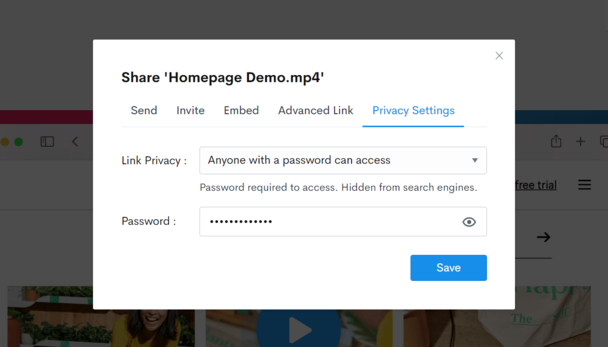 Share 'Homepage Demo.mp4'
Send Invite Embed Advanced Link Privacy Settings
Link Privacy : Anyone with a password can access
Password required to access. Hidden from search engines.
free trial
Password : •••••••••••••
Save
The